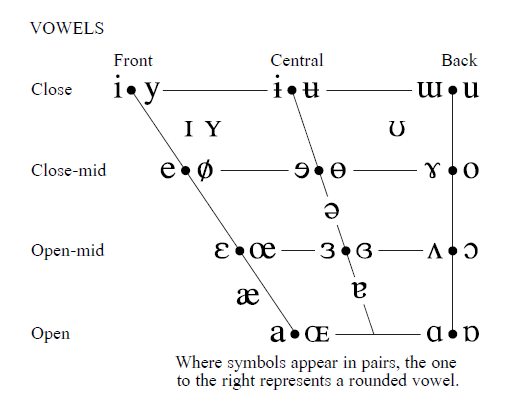 VOWELS
Front Central Back
Close i y ɨ ʉ ɯ u
ɪ ʏ ʊ
Close-mid e ø ɘ ɵ ɤ o
ə
Open-mid ɛ œ ɜ ɞ ʌ ɔ
æ ɐ
Open a ɶ ɑ ɒ
Where symbols appear in pairs, the one
to the right represents a rounded vowel.